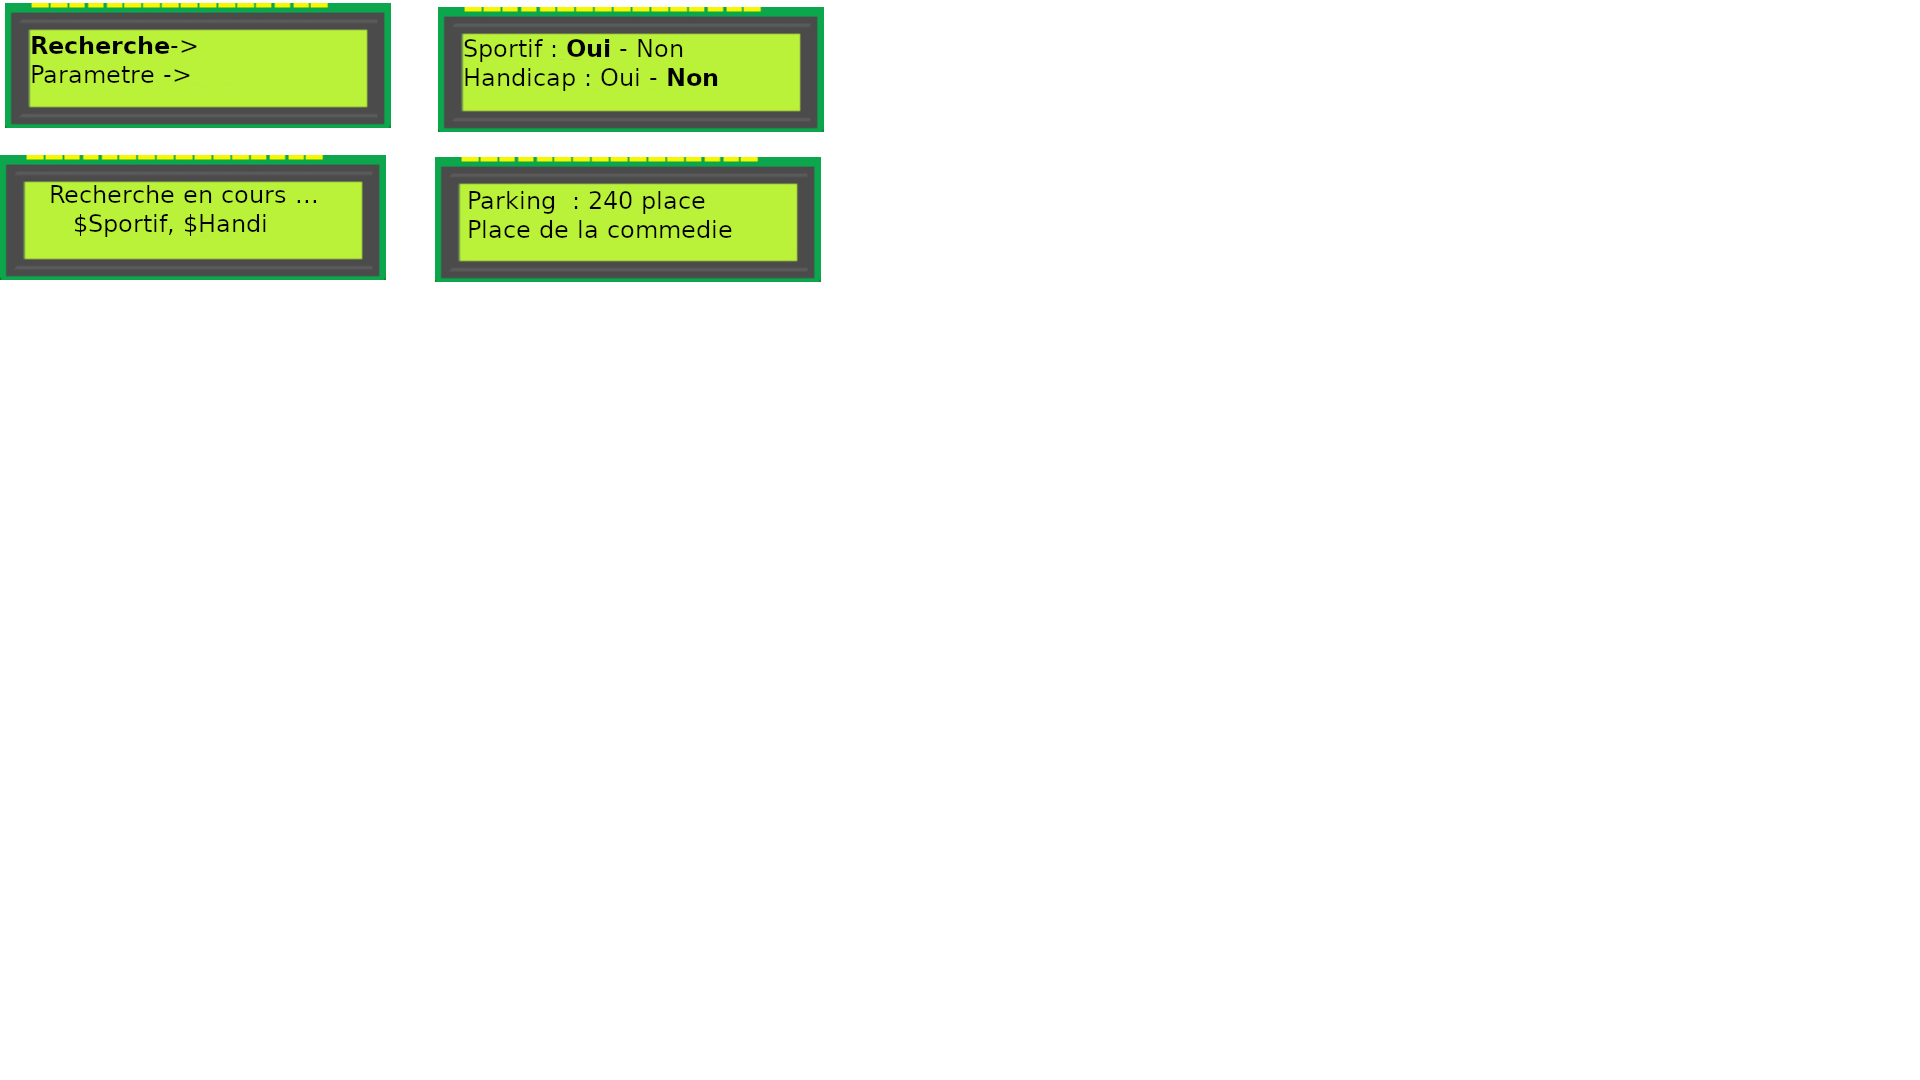 Recherche->
Parametre ->
Sportif : Oui - Non
Handicap : Oui - Non
Recherche en cours ...
$Sportif, $Handi
Parking  : 240 place
Place de la commedie